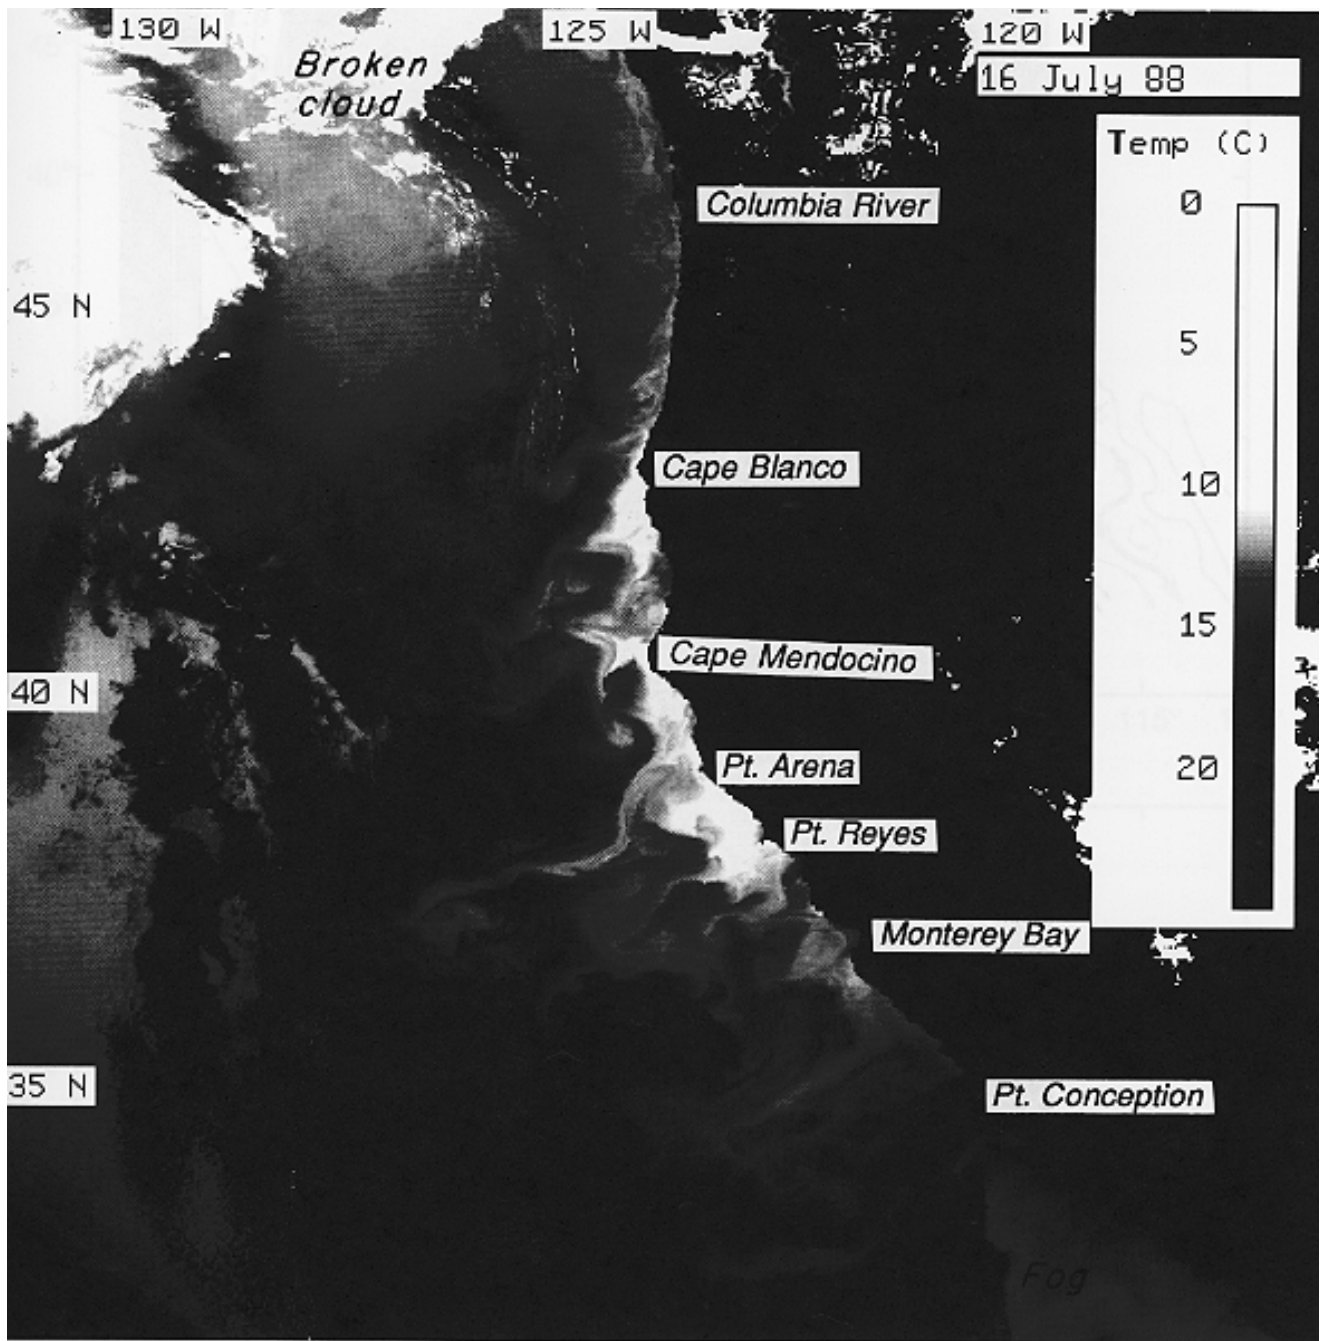 130 W
125 W
120 W
Broken
cloud
16 July 88
Temp (C)
0
Columbia River
45 N
5
Cape Blanco
10
15
Cape Mendocino
40 N
Pt. Arena
20
Pt. Reyes
Monterey Bay
35 N
Pt. Conception
Fog